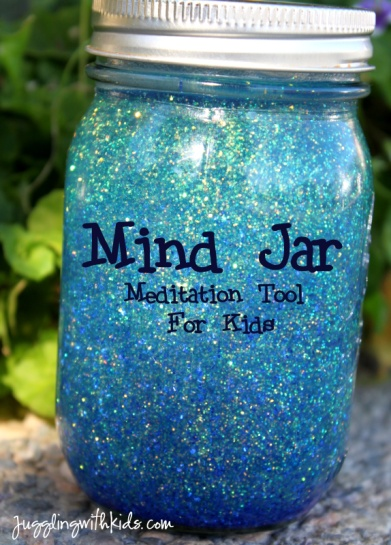 Mind Jar
Meditation Tool
For Kids
jugglingwithkids.com